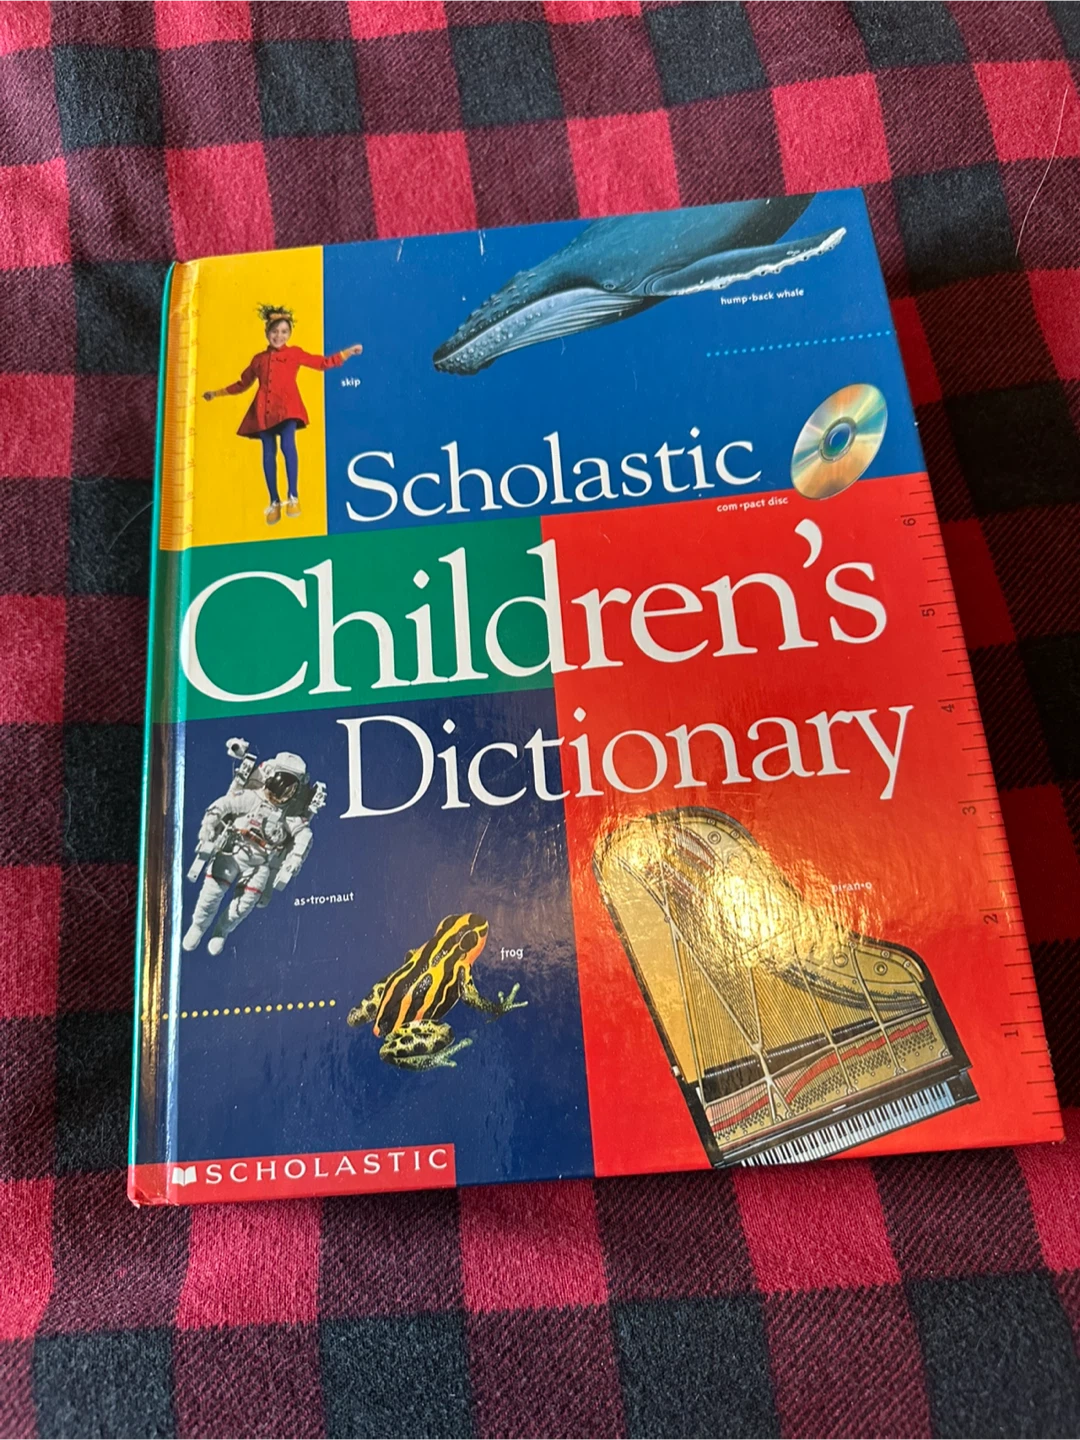 hump•back whale
skip
Scholastic
com•pact disc
Children's
Dictionary
6
5
4
3
2
1
pi•an•o
as•tro•naut
frog
SCHOLASTIC